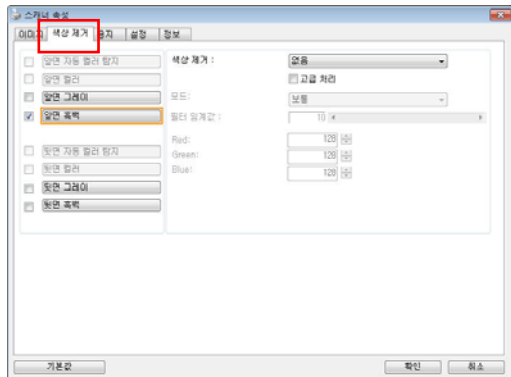 스캐너 속성
이미지 색상 제거 용지 설정 정보
앞면 자동 컬러 탐지
앞면 컬러
앞면 그레이
앞면 흑백
뒷면 자동 컬러 탐지
뒷면 컬러
뒷면 그레이
뒷면 흑백
색상 제거 : 없음
고급 처리
모드: 보통
필터 임계값 : 10
Red: 128
Green: 128
Blue: 128
기본값 확인 취소